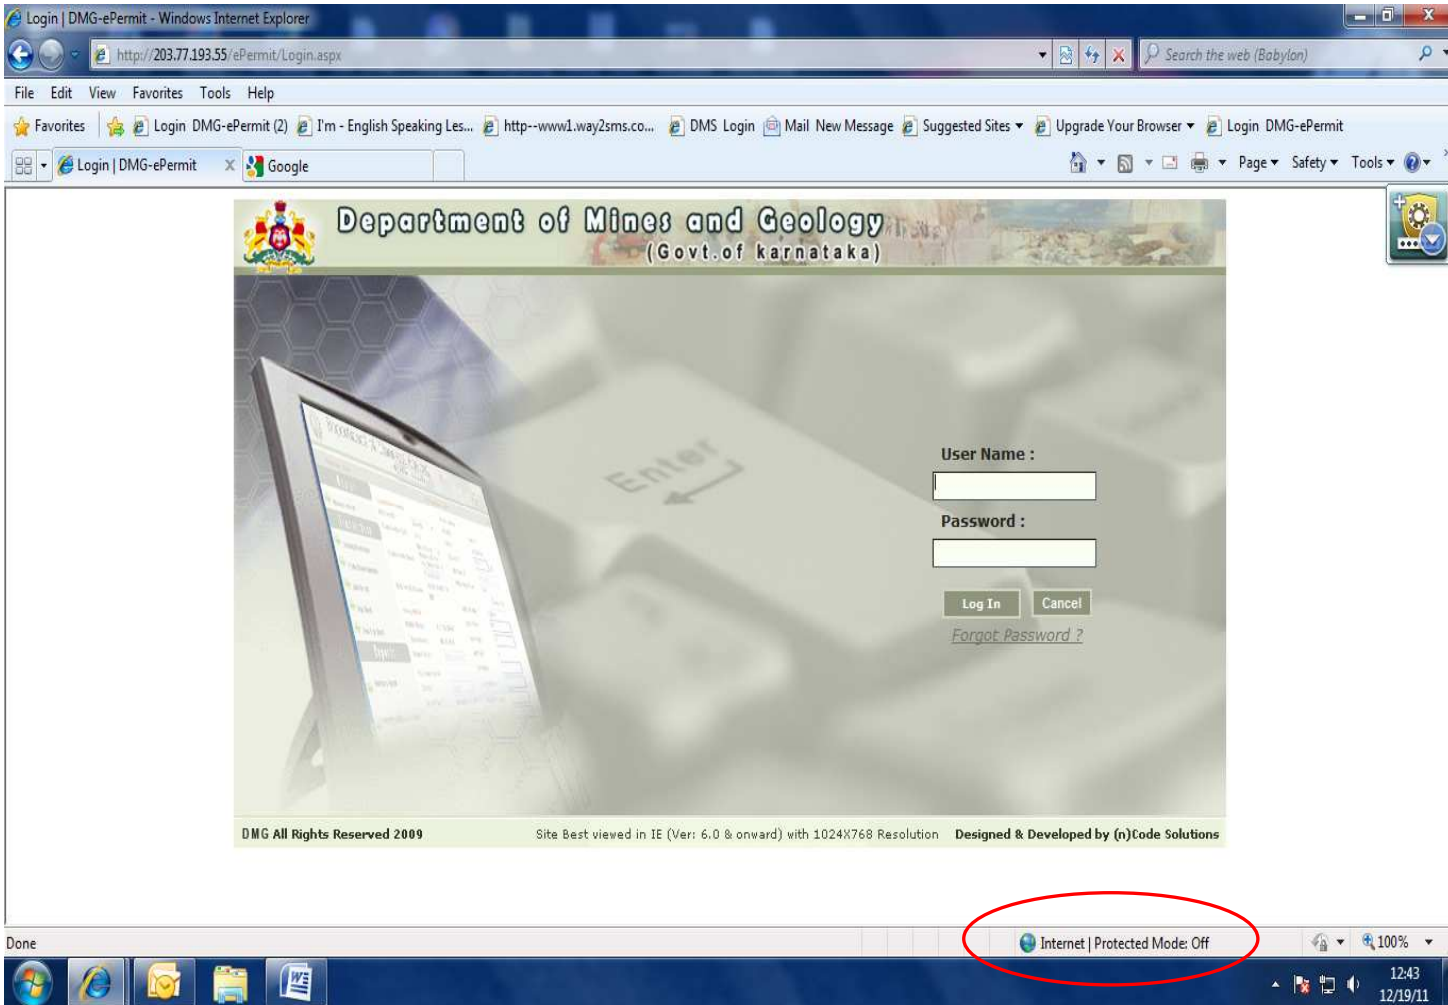 Login | DMG-ePermit - Windows Internet Explorer
http://203.77.193.55/ePermit/Login.aspx
Search the web (Babylon)
File Edit View Favorites Tools Help
Favorites Login DMG-ePermit (2) I'm - English Speaking Les... http--www1.way2sms.co... DMS Login Mail New Message Suggested Sites Upgrade Your Browser Login DMG-ePermit
Login | DMG-ePermit X Google Page Safety Tools
Department of Mines and Geology
(Govt.of karnataka)
Enter
User Name :
Password :
Log In Cancel
Forgot Password ?
DMG All Rights Reserved 2009 Site Best viewed in IE (Ver: 6.0 & onward) with 1024X768 Resolution Designed & Developed by (n)Code Solutions
Done Internet | Protected Mode: Off 100%
12:43
12/19/11